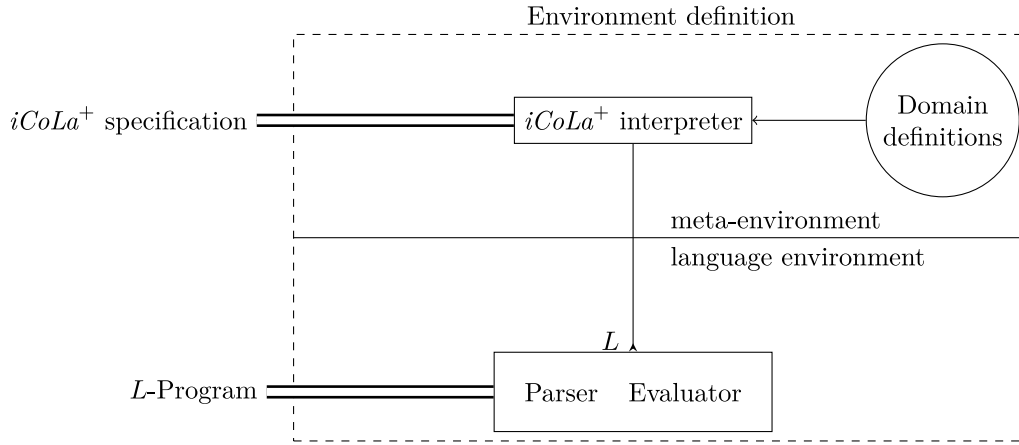 Environment definition
iCoLa⁺ specification
iCoLa⁺ interpreter
Domain
definitions
meta-environment
language environment
L
L-Program
Parser Evaluator